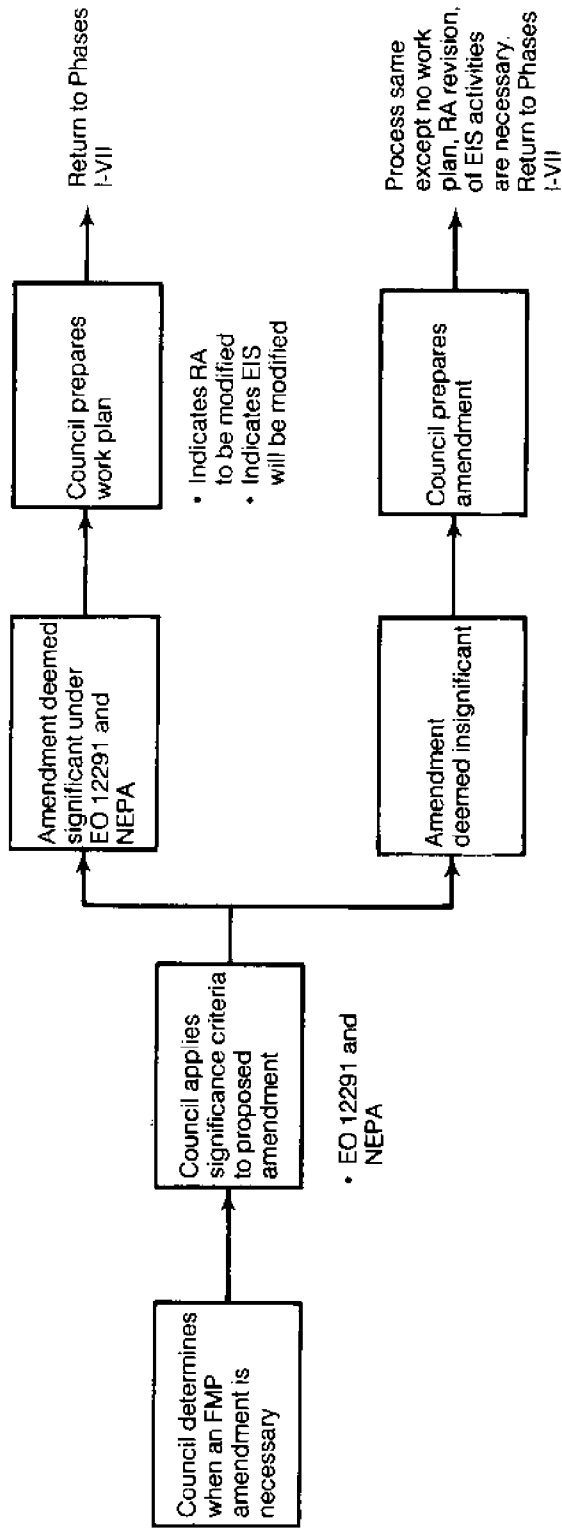 Council determines
when an FMP
amendment is
necessary
Council applies
significance criteria
to proposed
amendment
• EO 12291 and
NEPA
Amendment deemed
significant under
EO 12291 and
NEPA
Council prepares
work plan
• Indicates RA
to be modified
• Indicates EIS
will be modified
Return to Phases
I-VII
Amendment
deemed insignificant
Council prepares
amendment
Process same
except no work
plan, RA revision,
of EIS activities
are necessary.
Return to Phases
I-VII